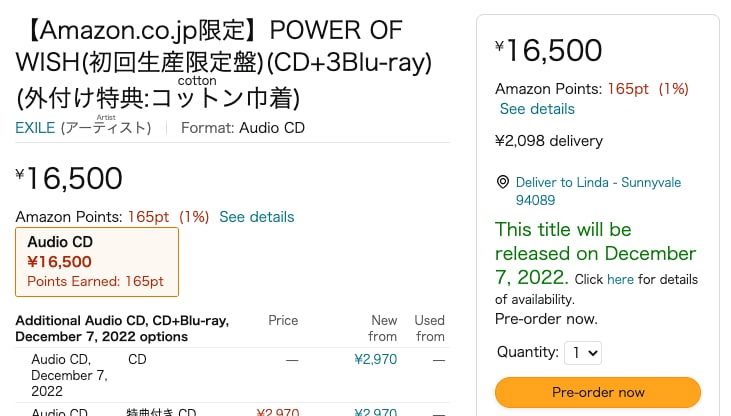 【Amazon.co.jp限定】POWER OF
WISH(初回生産限定盤)(CD+3Blu-ray)
cotton
(外付け特典:コットン巾着)
Artist
EXILE (アーティスト) Format: Audio CD
¥16,500
Amazon Points: 165pt (1%) See details
Audio CD
¥16,500
Points Earned: 165pt
Additional Audio CD, CD+Blu-ray, Price New Used
December 7, 2022 options from from
Audio CD, CD — ¥2,970 —
December 7,
2022
Audio CD 特典付き CD ¥2,970 ¥2,970 —
¥16,500
Amazon Points: 165pt (1%)
See details
¥2,098 delivery
Deliver to Linda - Sunnyvale
94089
This title will be
released on December
7, 2022. Click here for details
of availability.
Pre-order now.
Quantity: 1
Pre-order now